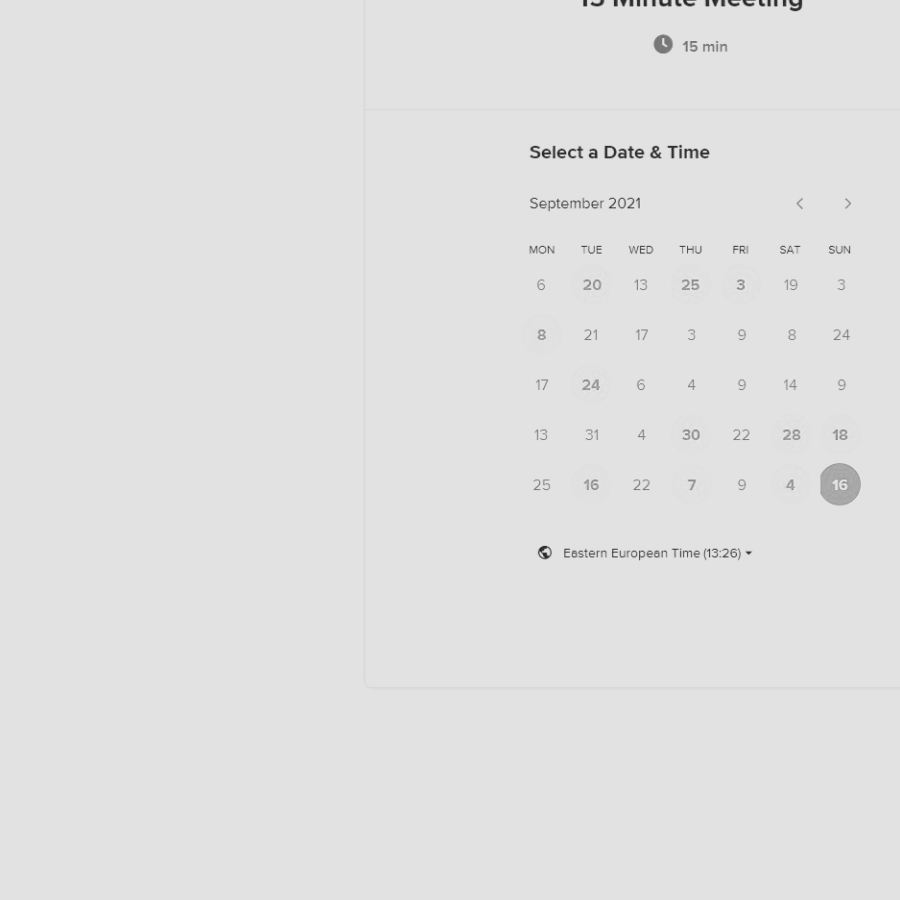 15 Minute Meeting
15 min
Select a Date & Time
September 2021
MON TUE WED THU FRI SAT SUN
6 20 13 25 3 19 3
8 21 17 3 9 8 24
17 24 6 4 9 14 9
13 31 4 30 22 28 18
25 16 22 7 9 4 16
Eastern European Time (13:26)